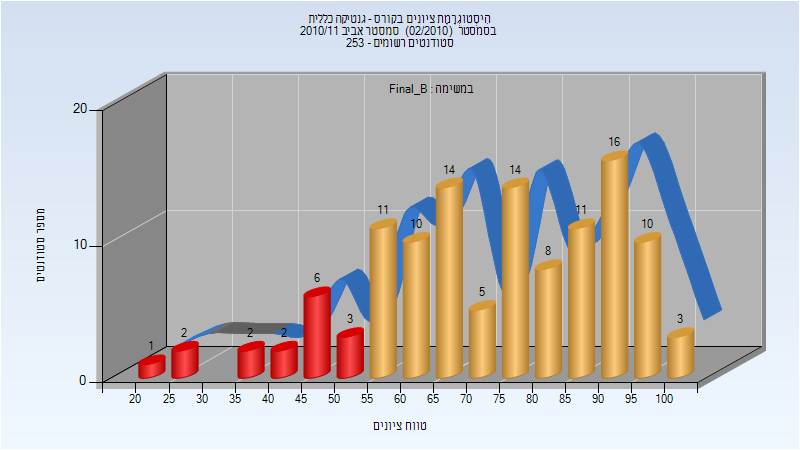 היסטוגרמת ציונים בקורס - גנטיקה כללית
בסמסטר (02/2010) סמסטר אביב 2010/11
סטודנטים רשומים - 253
במשימה : Final_B
מספר סטודנטים
20
10
0
1
2
2
2
6
3
11
10
14
5
14
8
11
16
10
3
20 25 30 35 40 45 50 55 60 65 70 75 80 85 90 95 100
טווח ציונים